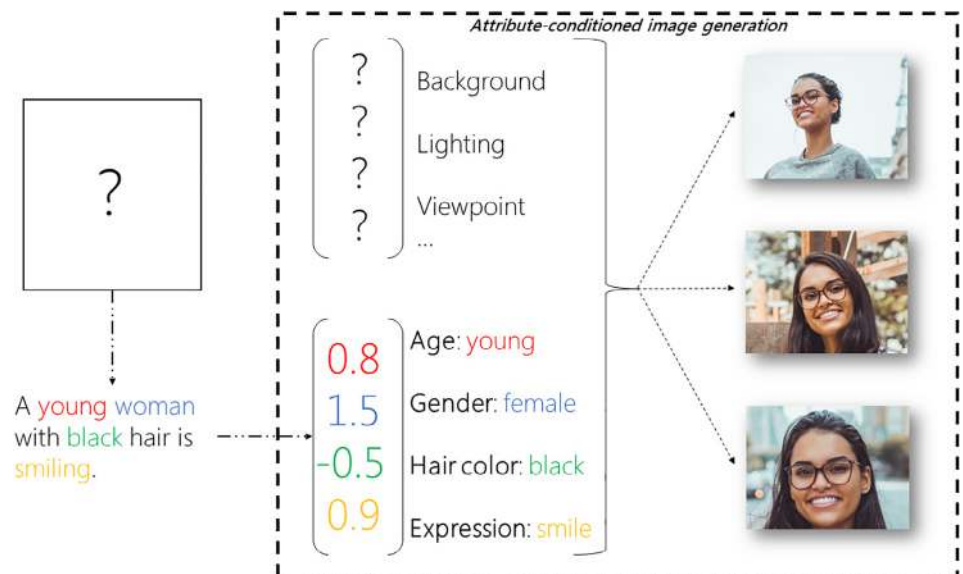 Attribute-conditioned image generation
?
?
?
?
?
Background
Lighting
Viewpoint
...
A young woman
with black hair is
smiling.
0.8
1.5
-0.5
0.9
Age: young
Gender: female
Hair color: black
Expression: smile